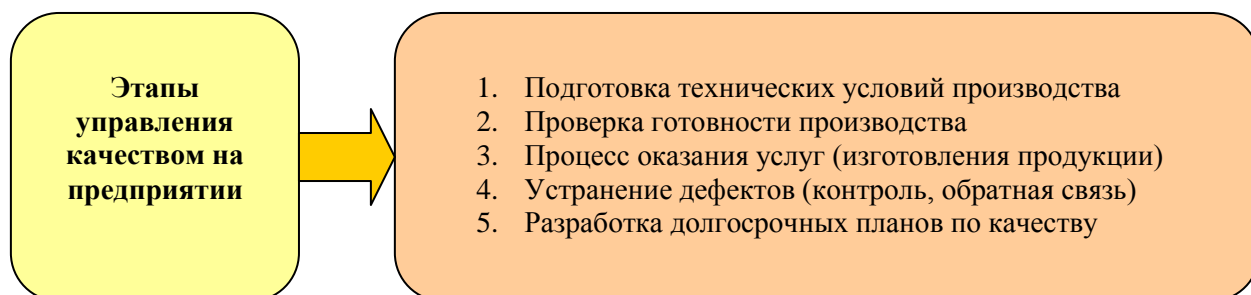 Этапы
управления
качеством на
предприятии
1. Подготовка технических условий производства
2. Проверка готовности производства
3. Процесс оказания услуг (изготовления продукции)
4. Устранение дефектов (контроль, обратная связь)
5. Разработка долгосрочных планов по качеству